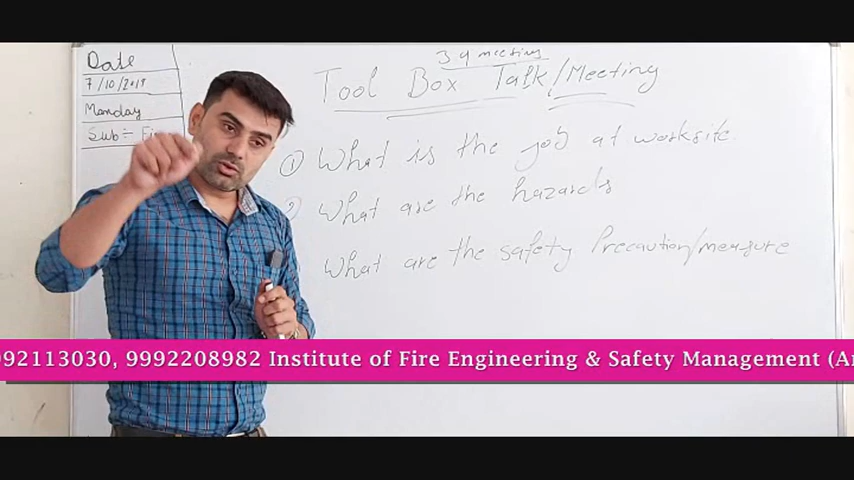 Date
7/10/2019
Monday
Sub÷ Fi
3 q meeting
Tool Box Talk/Meeting
① What is the job at worksite.
② What are the hazards
What are the safety Precaution/measure
992113030, 9992208982 Institute of Fire Engineering & Safety Management (Am